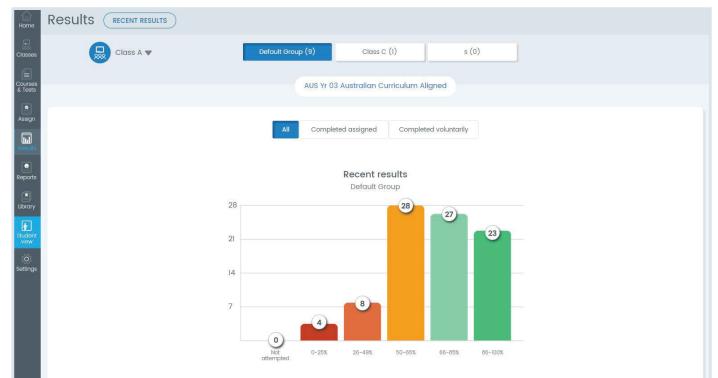 Home
Classes
Courses
& Tests
Assign
Results
Reports
Library
Student
view
Settings
Results
RECENT RESULTS
Class A
Default Group (9)
Class C (1)
s (0)
AUS Yr 03 Australian Curriculum Aligned
All
Completed assigned
Completed voluntarily
Recent results
Default Group
28
21
14
7
0
4
8
28
27
23
Not
attempted
0-25%
26-49%
50-65%
66-85%
86-100%